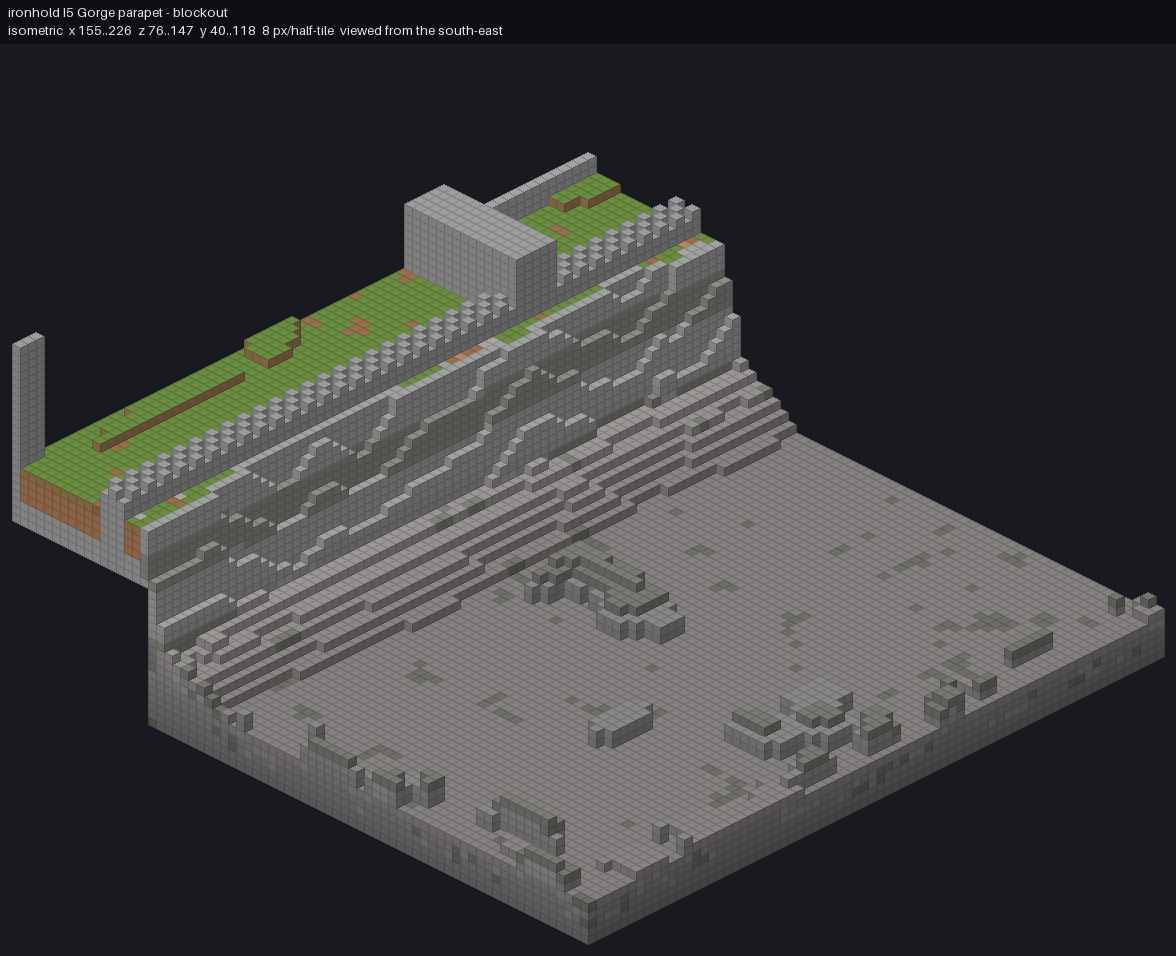 ironhold I5 Gorge parapet - blockout
isometric x 155..226 z 76..147 y 40..118 8 px/half-tile viewed from the south-east